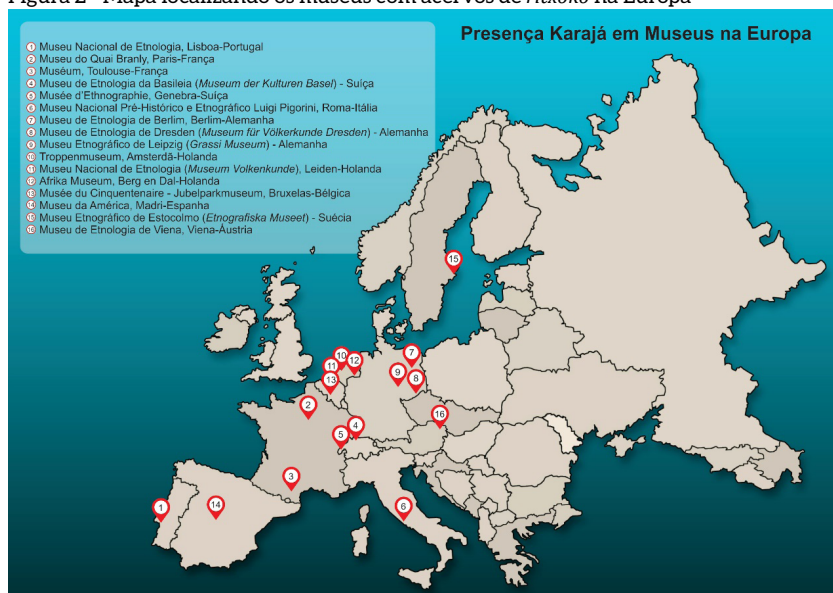 Figura 2 - Mapa localizando os museus com acervos de ritxoko na Europa
Presença Karajá em Museus na Europa
1 Museu Nacional de Etnologia, Lisboa-Portugal
2 Museu do Quai Branly, Paris-França
3 Muséum, Toulouse-França
4 Museu de Etnologia da Basileia (Museum der Kulturen Basel) - Suíça
5 Musée d'Ethnographie, Genebra-Suíça
6 Museu Nacional Pré-Histórico e Etnográfico Luigi Pigorini, Roma-Itália
7 Museu de Etnologia de Berlim, Berlim-Alemanha
8 Museu de Etnologia de Dresden (Museum für Völkerkunde Dresden) - Alemanha
9 Museu Etnográfico de Leipzig (Grassi Museum) - Alemanha
10 Troppenmuseum, Amsterdã-Holanda
11 Museu Nacional de Etnologia (Museum Volkenkunde), Leiden-Holanda
12 Afrika Museum, Berg en Dal-Holanda
13 Musée du Cinquentenaire - Jubelparkmuseum, Bruxelas-Bélgica
14 Museu da América, Madri-Espanha
15 Museu Etnográfico de Estocolmo (Etnografiska Museet) - Suécia
16 Museu de Etnologia de Viena, Viena-Áustria
15
10
12
7
11
13
9
8
2
16
4
5
3
1
14
6